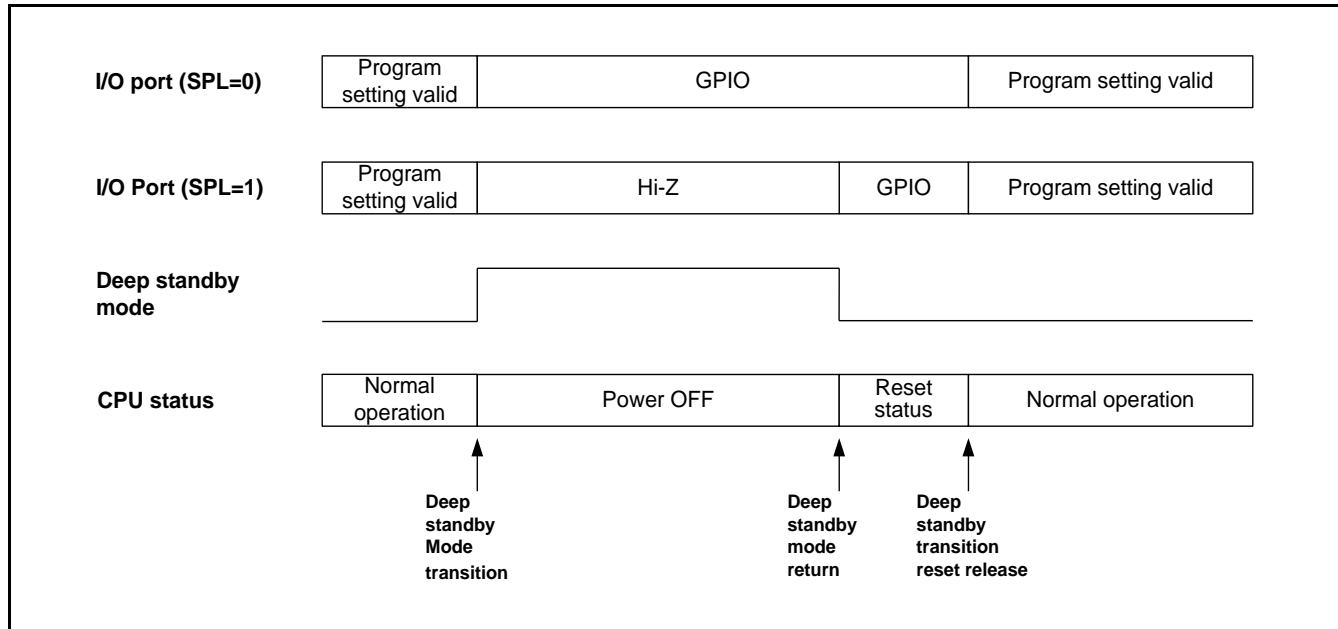 I/O port (SPL=0)
Program
setting valid
GPIO
Program setting valid
I/O Port (SPL=1)
Program
setting valid
Hi-Z
GPIO
Program setting valid
Deep standby
mode
CPU status
Normal
operation
Power OFF
Reset
status
Normal operation
Deep
standby
Mode
transition
Deep
standby
mode
return
Deep
standby
transition
reset release